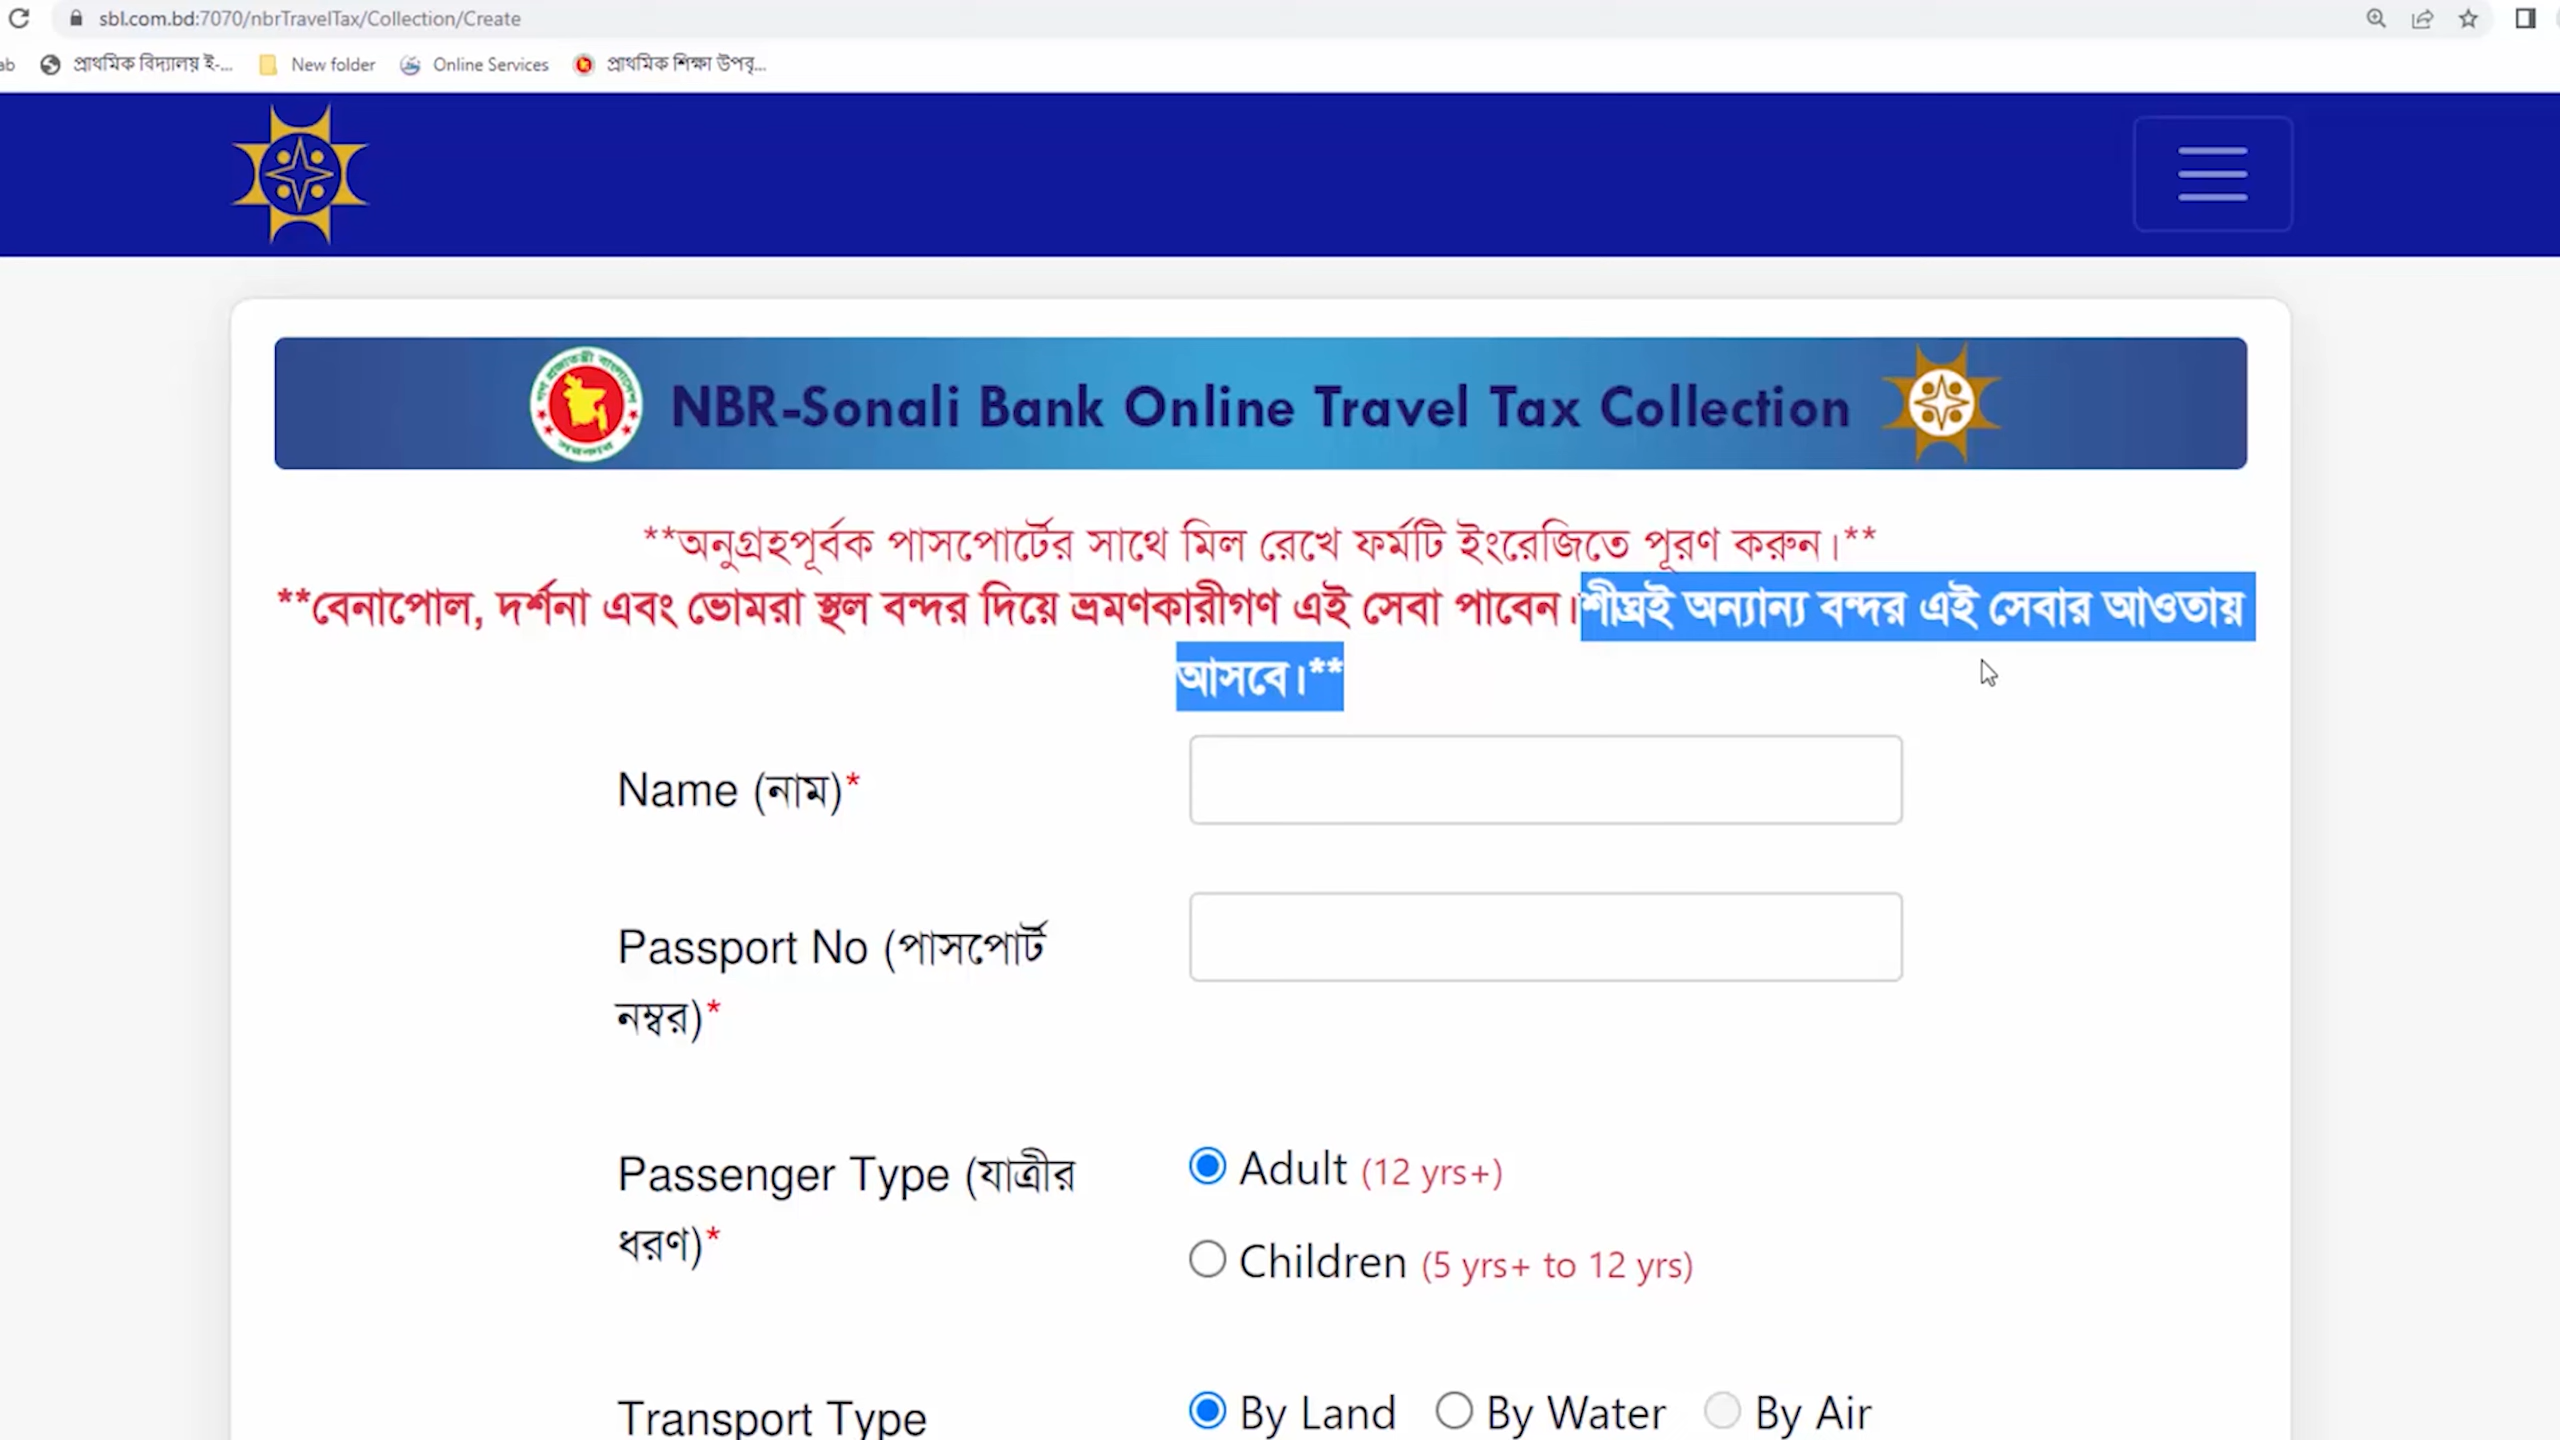 sbl.com.bd:7070/nbrTravelTax/Collection/Create
ab প্রাথমিক বিদ্যালয় ই-... New folder Online Services প্রাথমিক শিক্ষা উপবৃ...
NBR-Sonali Bank Online Travel Tax Collection
**অনুগ্রহপূর্বক পাসপোর্টের সাথে মিল রেখে ফর্মটি ইংরেজিতে পূরণ করুন।**
**বেনাপোল, দর্শনা এবং ভোমরা স্থল বন্দর দিয়ে ভ্রমণকারীগণ এই সেবা পাবেন।শীঘ্রই অন্যান্য বন্দর এই সেবার আওতায়
আসবে।**
Name (নাম)*
Passport No (পাসপোর্ট
নম্বর)*
Passenger Type (যাত্রীর
ধরণ)*
Adult (12 yrs+)
Children (5 yrs+ to 12 yrs)
Transport Type
By Land By Water By Air